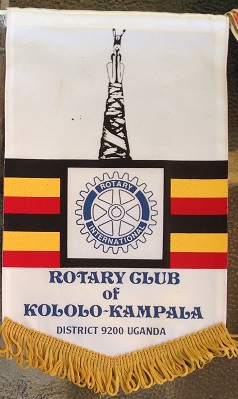 ROTARY
INTERNATIONAL
ROTARY CLUB
of
KOLOLO-KAMPALA
DISTRICT 9200 UGANDA